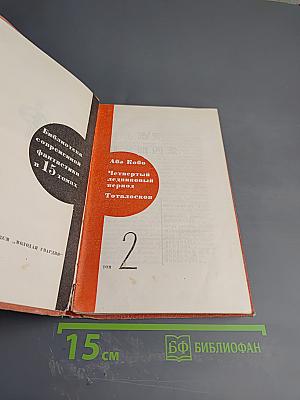 Библиотека
современной
фантастики
в 15 томах
Абэ Кобо
Четвертый
ледниковый
период
Тоталоскоп
том 2
"МОЛОДАЯ ГВАРДИЯ"
15 см
БФ БИБЛИОФАН